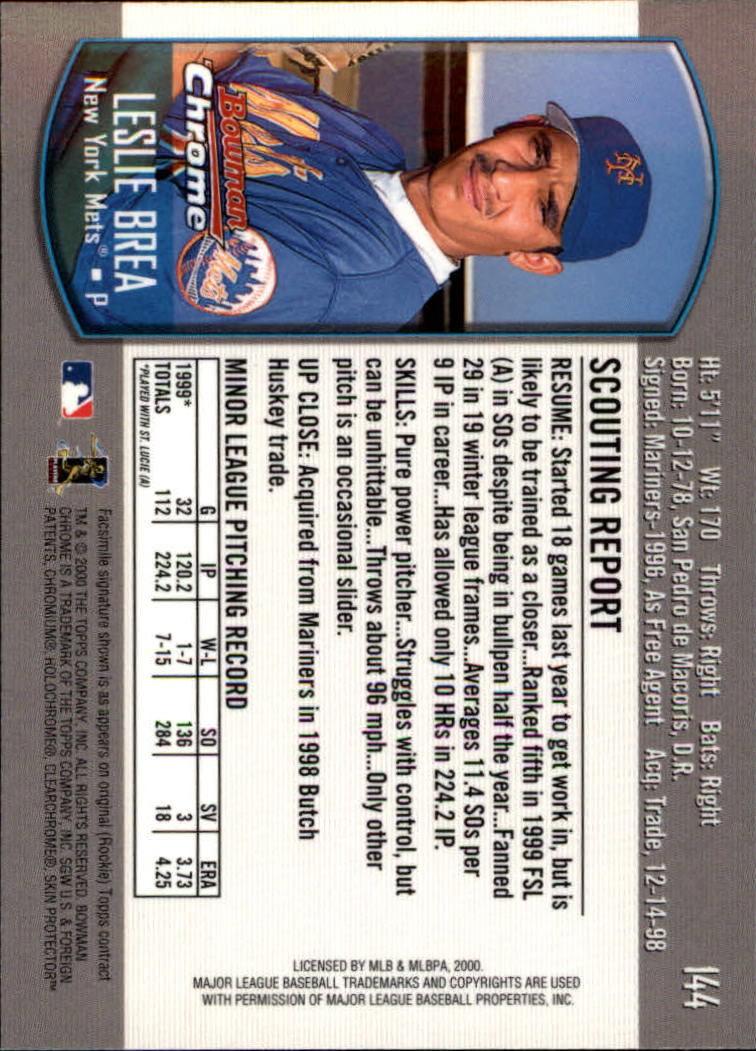 144
Ht: 5'11" Wt: 170 Throws: Right Bats: Right
Born: 10-12-78, San Pedro de Macoris, D.R.
Signed: Mariners-1996, As Free Agent Acq: Trade, 12-14-98
NY
Mets
Bowman
Chrome
Mets
LESLIE BREA
New York Mets® ■ P
SCOUTING REPORT
RESUME: Started 18 games last year to get work in, but is
likely to be trained as a closer...Ranked fifth in 1999 FSL
(A) in SOs despite being in bullpen half the year...Fanned
29 in 19 winter league frames...Averages 11.4 SOs per
9 IP in career...Has allowed only 10 HRs in 224.2 IP.
SKILLS: Pure power pitcher...Struggles with control, but
can be unhittable...Throws about 96 mph...Only other
pitch is an occasional slider.
UP CLOSE: Acquired from Mariners in 1998 Butch
Huskey trade.
MINOR LEAGUE PITCHING RECORD
G IP W-L SO SV ERA
1999* 32 120.2 1-7 136 3 3.73
TOTALS 112 224.2 7-15 284 18 4.25
*PLAYED WITH ST. LUCIE (A)
Facsimile signature shown is as appears on original (Rookie) Topps contract
TM & © 2000 THE TOPPS COMPANY, INC. ALL RIGHTS RESERVED. BOWMAN
CHROME IS A TRADEMARK OF THE TOPPS COMPANY, INC. SGW U.S. & FOREIGN
PATENTS, CHROMIUM®, HOLOCHROME®, CLEARCHROME®, SKIN PROTECTOR™
LICENSED BY MLB & MLBPA, 2000.
MAJOR LEAGUE BASEBALL TRADEMARKS AND COPYRIGHTS ARE USED
WITH PERMISSION OF MAJOR LEAGUE BASEBALL PROPERTIES, INC.